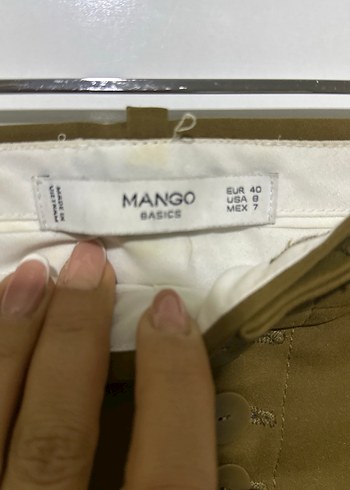 MADE IN
VIETNAM
MANGO
BASICS
EUR 40
USA 8
MEX 7